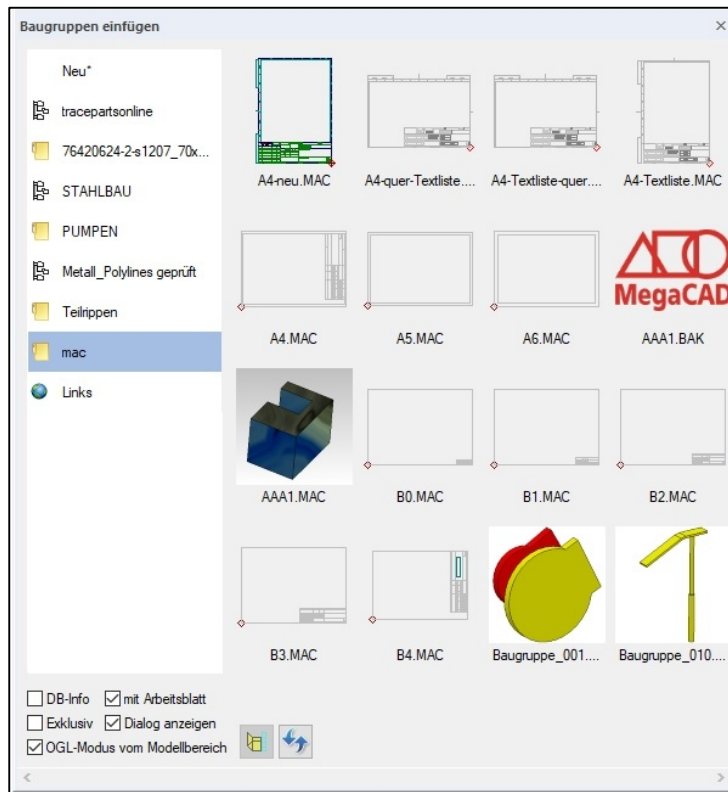 Baugruppen einfügen
Neu*
tracepartsonline
76420624-2-s1207_70x...
STAHLBAU
PUMPEN
Metall_Polylines geprüft
Teilrippen
mac
Links
A4-neu.MAC
A4-quer-Textliste....
A4-Textliste-quer....
A4-Textliste.MAC
A4.MAC
A5.MAC
A6.MAC
MegaCAD
AAA1.BAK
AAA1.MAC
B0.MAC
B1.MAC
B2.MAC
B3.MAC
B4.MAC
Baugruppe_001....
Baugruppe_010....
DB-Info
mit Arbeitsblatt
Exklusiv
Dialog anzeigen
OGL-Modus vom Modellbereich